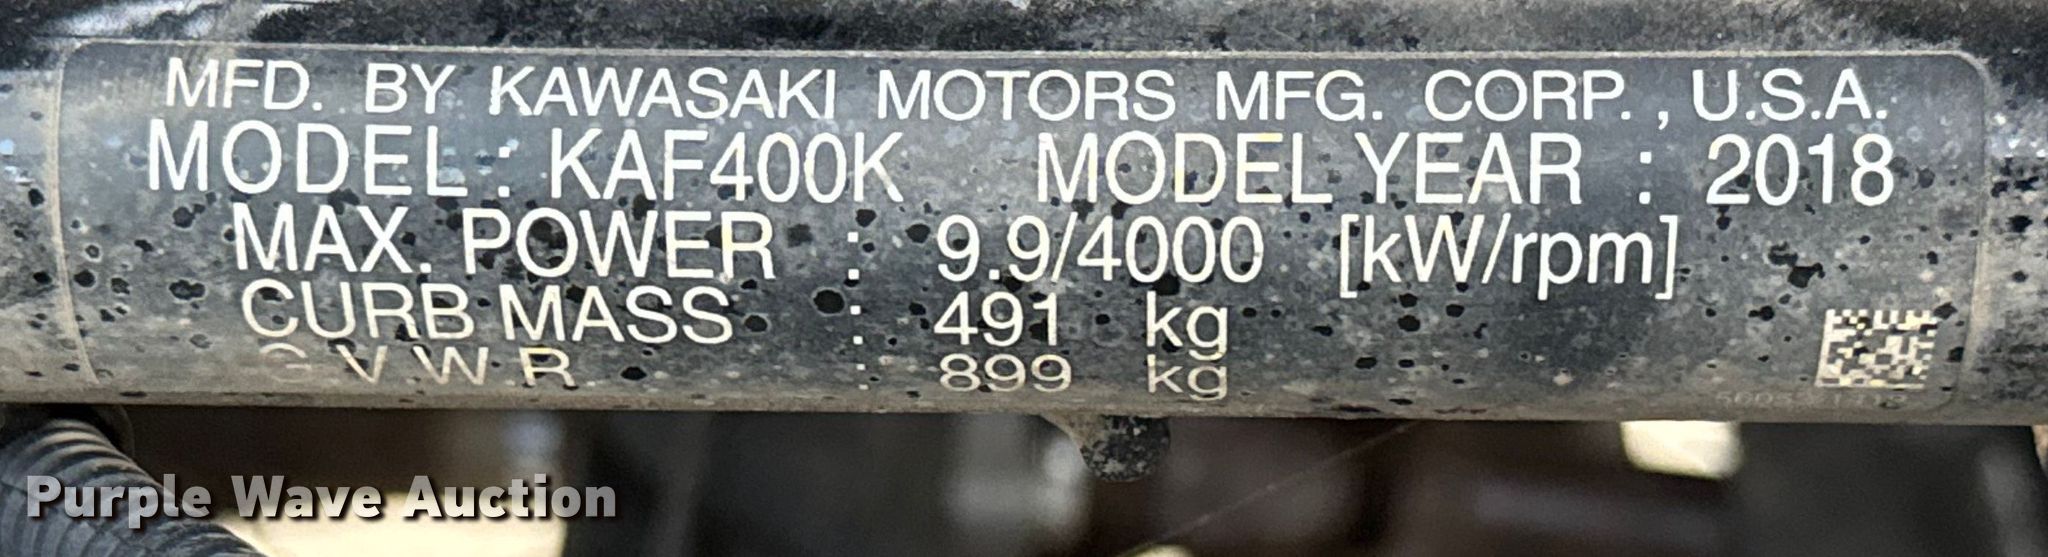 MFD. BY KAWASAKI MOTORS MFG. CORP., U.S.A.
MODEL: KAF400K MODEL YEAR : 2018
MAX. POWER : 9.9/4000 [kW/rpm]
CURB MASS : 491 kg
G V W R : 899 kg
Purple Wave Auction